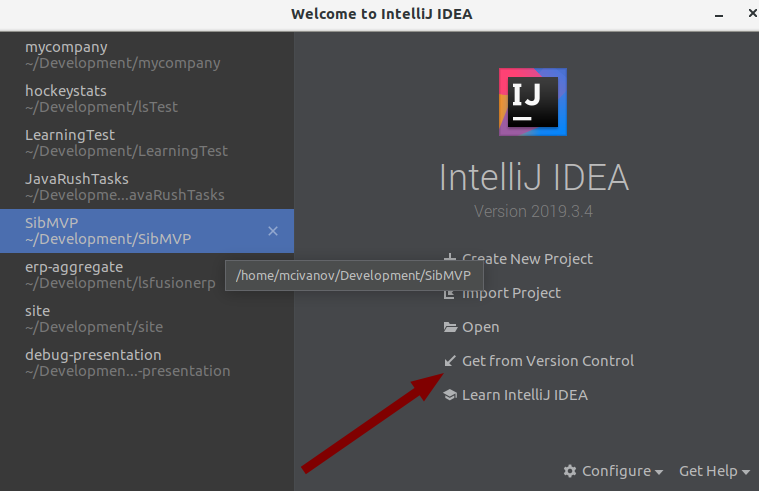 Welcome to IntelliJ IDEA
mycompany
~/Development/mycompany
hockeystats
~/Development/lsTest
LearningTest
~/Development/LearningTest
JavaRushTasks
~/Developme...avaRushTasks
SibMVP
~/Development/SibMVP
erp-aggregate
~/Development/lsfusionerp
site
~/Development/site
debug-presentation
~/Developmen...-presentation
/home/mcivanov/Development/SibMVP
IJ
IntelliJ IDEA
Version 2019.3.4
Create New Project
Import Project
Open
Get from Version Control
Learn IntelliJ IDEA
Configure
Get Help